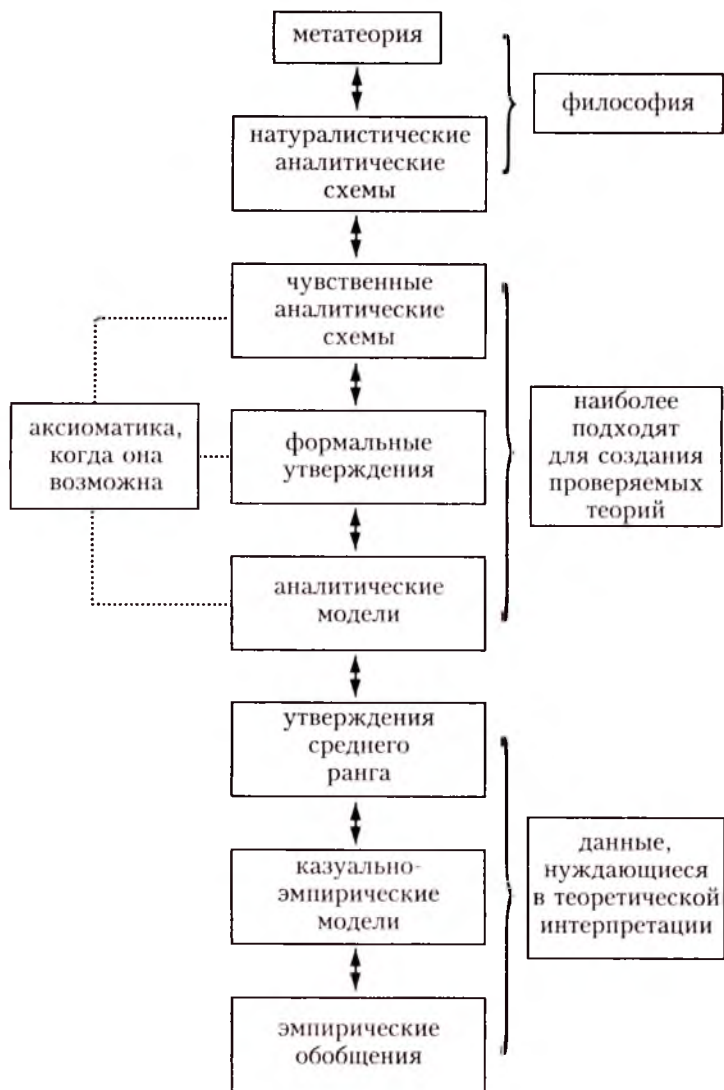 метатеория
философия
натуралистические
аналитические
схемы
чувственные
аналитические
схемы
аксиоматика,
когда она
возможна
формальные
утверждения
наиболее
подходят
для создания
проверяемых
теорий
аналитические
модели
утверждения
среднего
ранга
казуально-
эмпирические
модели
данные,
нуждающиеся
в теоретической
интерпретации
эмпирические
обобщения